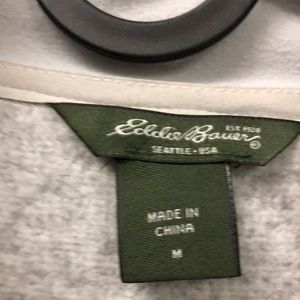 EST. 1920
Eddie Bauer®
SEATTLE • USA
MADE IN
CHINA
M